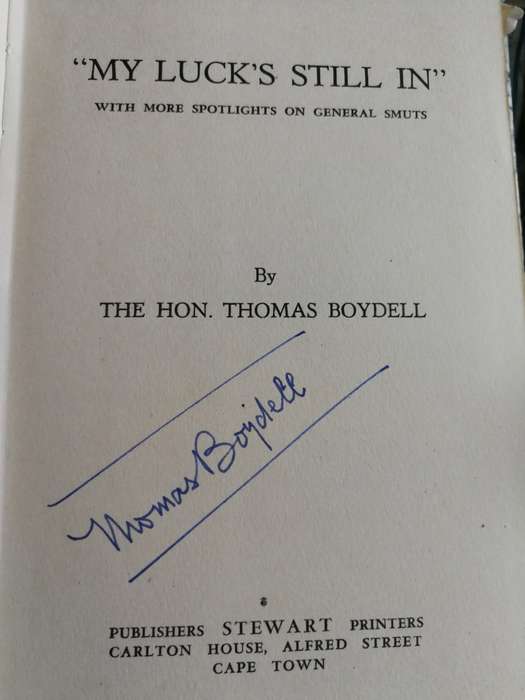 "MY LUCK'S STILL IN"
WITH MORE SPOTLIGHTS ON GENERAL SMUTS
By
THE HON. THOMAS BOYDELL
Thomas Boydell
PUBLISHERS STEWART PRINTERS
CARLTON HOUSE, ALFRED STREET
CAPE TOWN